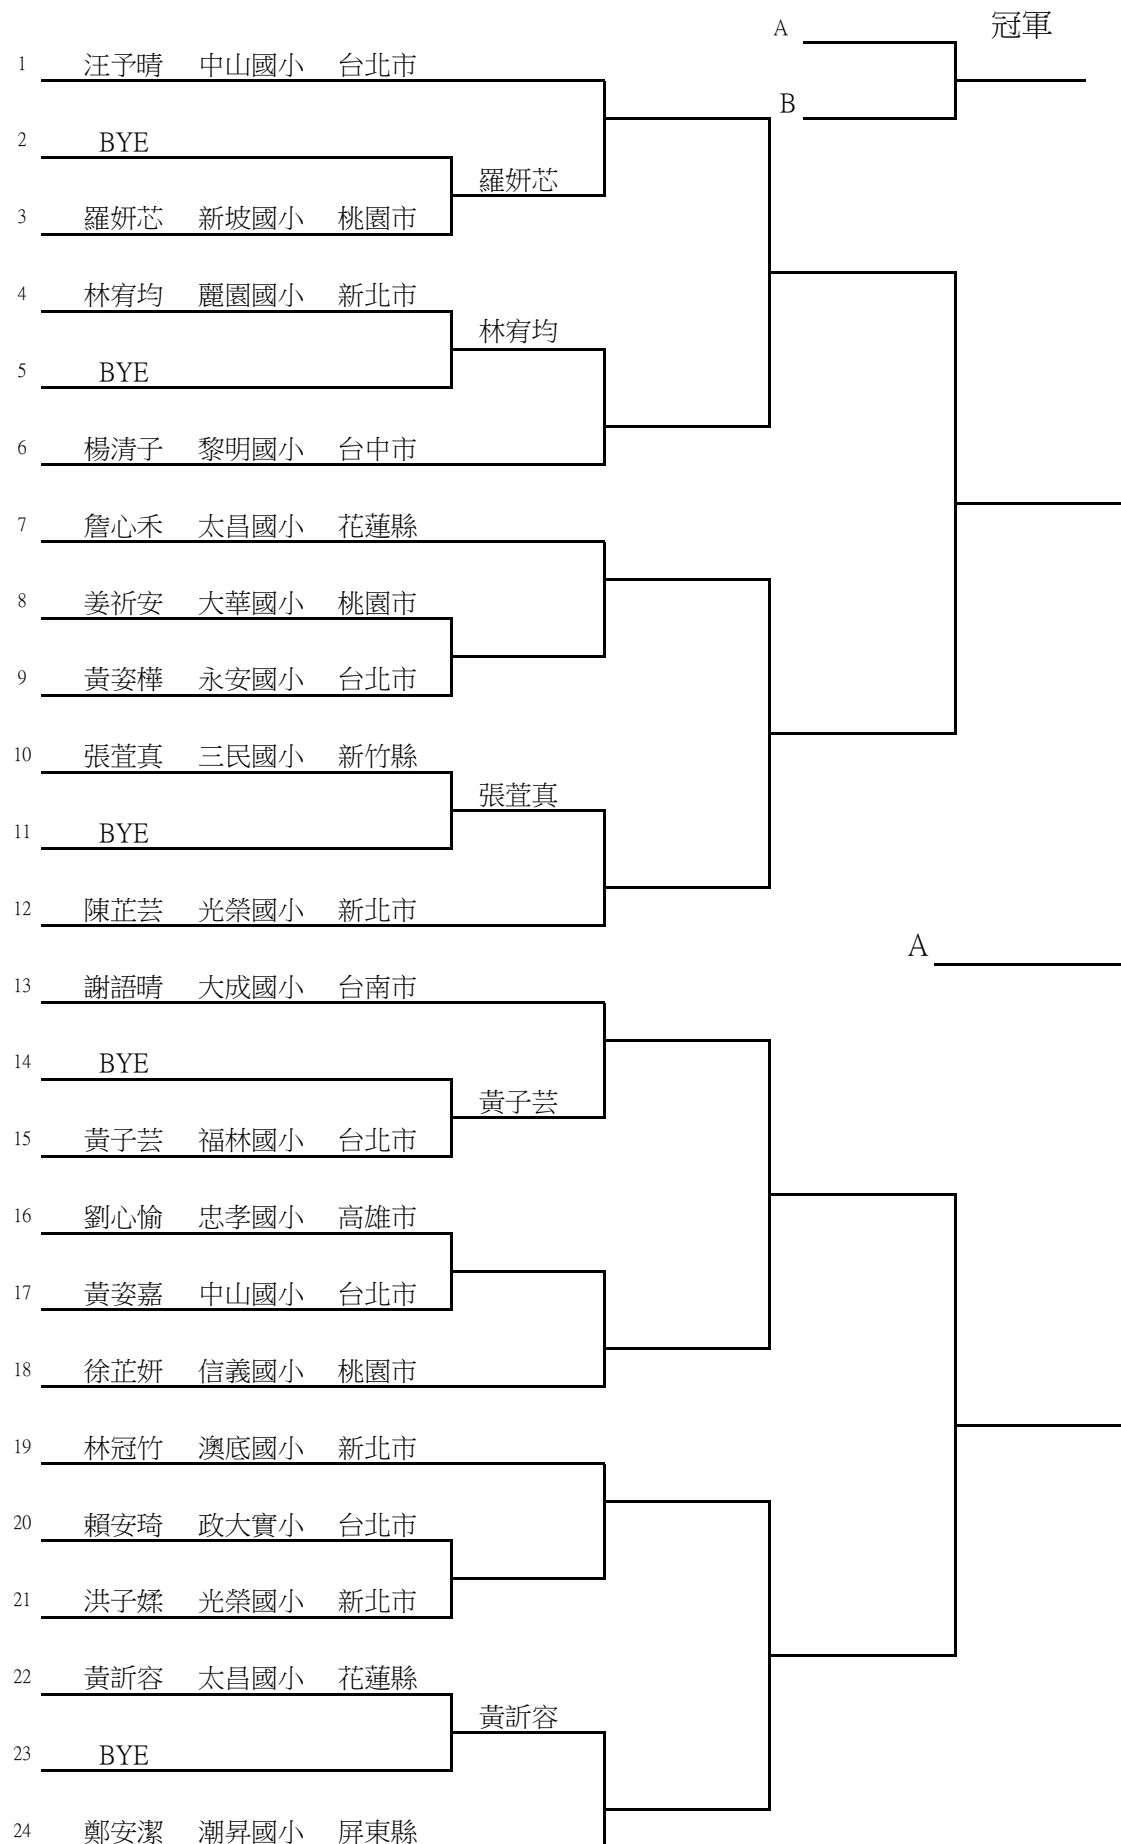 A 冠軍
1 汪予晴 中山國小 台北市
B
2 BYE
羅妍芯
3 羅妍芯 新坡國小 桃園市
4 林宥均 麗園國小 新北市
林宥均
5 BYE
6 楊清子 黎明國小 台中市
7 詹心禾 太昌國小 花蓮縣
8 姜祈安 大華國小 桃園市
9 黃姿樺 永安國小 台北市
10 張萓真 三民國小 新竹縣
張萓真
11 BYE
12 陳芷芸 光榮國小 新北市
A
13 謝語晴 大成國小 台南市
14 BYE
黃子芸
15 黃子芸 福林國小 台北市
16 劉心愉 忠孝國小 高雄市
17 黃姿嘉 中山國小 台北市
18 徐芷妍 信義國小 桃園市
19 林冠竹 澳底國小 新北市
20 賴安琦 政大實小 台北市
21 洪子媃 光榮國小 新北市
22 黃訢容 太昌國小 花蓮縣
黃訢容
23 BYE
24 鄭安潔 潮昇國小 屏東縣